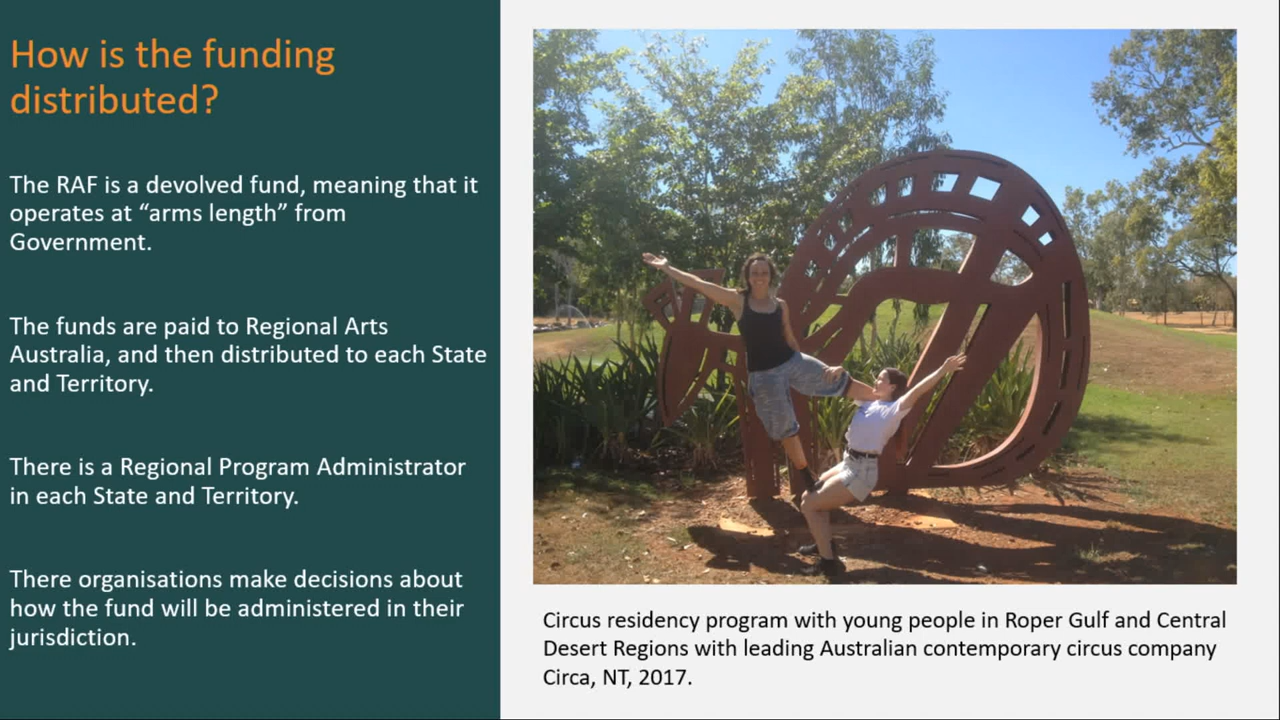 How is the funding
distributed?
The RAF is a devolved fund, meaning that it
operates at “arms length” from
Government.
The funds are paid to Regional Arts
Australia, and then distributed to each State
and Territory.
There is a Regional Program Administrator
in each State and Territory.
There organisations make decisions about
how the fund will be administered in their
jurisdiction.
Circus residency program with young people in Roper Gulf and Central
Desert Regions with leading Australian contemporary circus company
Circa, NT, 2017.